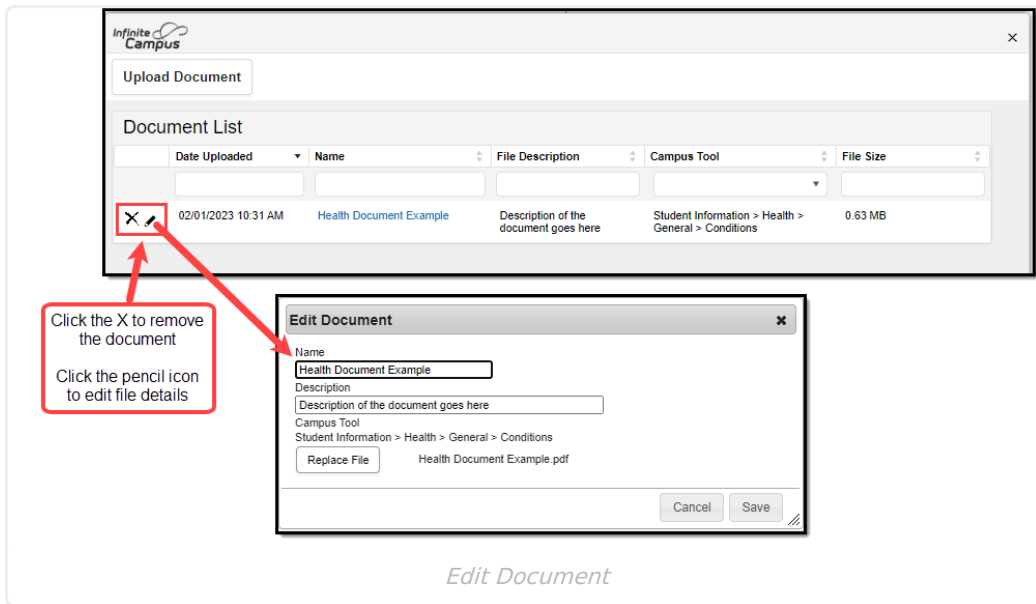 Infinite
Campus
Upload Document
Document List
Date Uploaded Name File Description Campus Tool File Size
02/01/2023 10:31 AM Health Document Example Description of the Student Information > Health > 0.63 MB
document goes here General > Conditions
Click the X to remove
the document
Click the pencil icon
to edit file details
Edit Document
Name
Health Document Example
Description
Description of the document goes here
Campus Tool
Student Information > Health > General > Conditions
Replace File Health Document Example.pdf
Cancel Save
Edit Document